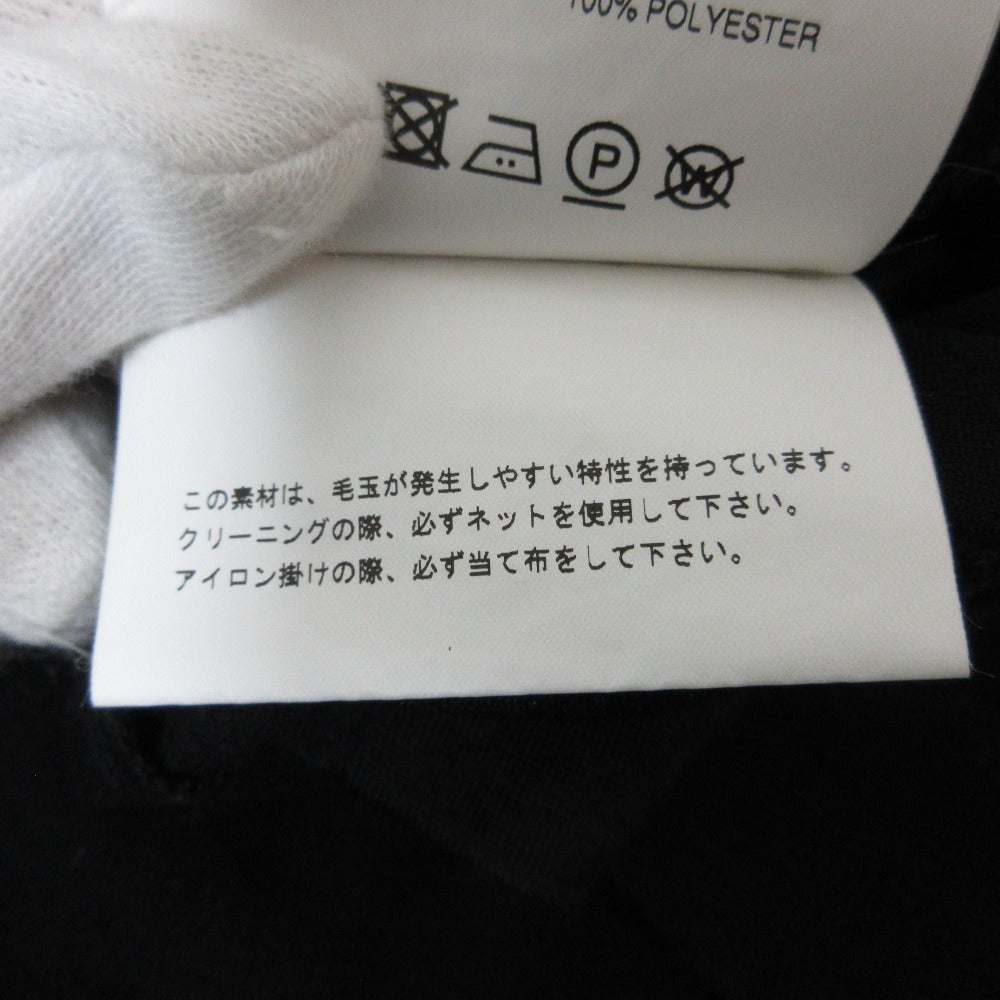 100% POLYESTER
P
W
この素材は、毛玉が発生しやすい特性を持っています。
クリーニングの際、必ずネットを使用して下さい。
アイロン掛けの際、必ず当て布をして下さい。